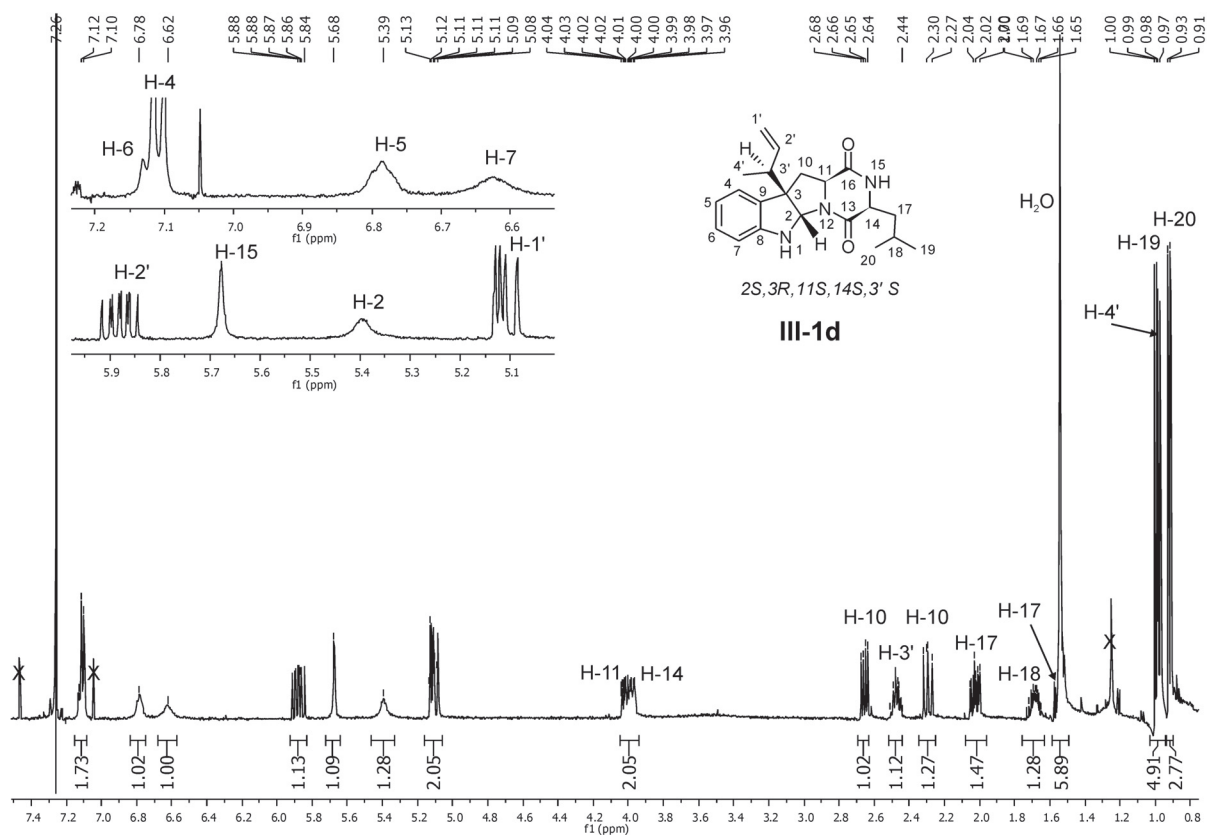 7.26 7.12 7.10 6.78 6.62 5.88 5.88 5.87 5.86 5.84 5.68 5.39 5.13 5.12 5.11 5.11 5.11 5.09 5.08 4.04 4.03 4.02 4.02 4.01 4.00 4.00 3.99 3.98 3.97 3.96 2.68 2.66 2.65 2.64 2.44 2.30 2.27 2.04 2.02 1.69 1.67 1.66 1.65 1.00 0.99 0.98 0.97 0.93 0.91
H-4
H-6
H-5
H-7
7.2 7.1 7.0 6.9 6.8 6.7 6.6
f1 (ppm)
H-2'
H-15
H-2
H-1'
5.9 5.8 5.7 5.6 5.5 5.4 5.3 5.2 5.1
f1 (ppm)
1'
2'
H
4'
3'
10
11
O
15
NH
16
4
9
3
5
2
N
12
13
14
17
6
7
8
N
H
1
H
O
18
19
20
2S,3R,11S,14S,3' S
III-1d
H₂O
H-20
H-19
H-4'
H-10
H-10
H-17
H-17
H-3'
H-18
H-11
H-14
X
X
X
1.73 1.02 1.00 1.13 1.09 1.28 2.05 2.05 1.02 1.12 1.27 1.47 1.28 5.89 4.91 2.77
7.4 7.2 7.0 6.8 6.6 6.4 6.2 6.0 5.8 5.6 5.4 5.2 5.0 4.8 4.6 4.4 4.2 4.0 3.8 3.6 3.4 3.2 3.0 2.8 2.6 2.4 2.2 2.0 1.8 1.6 1.4 1.2 1.0 0.8
f1 (ppm)